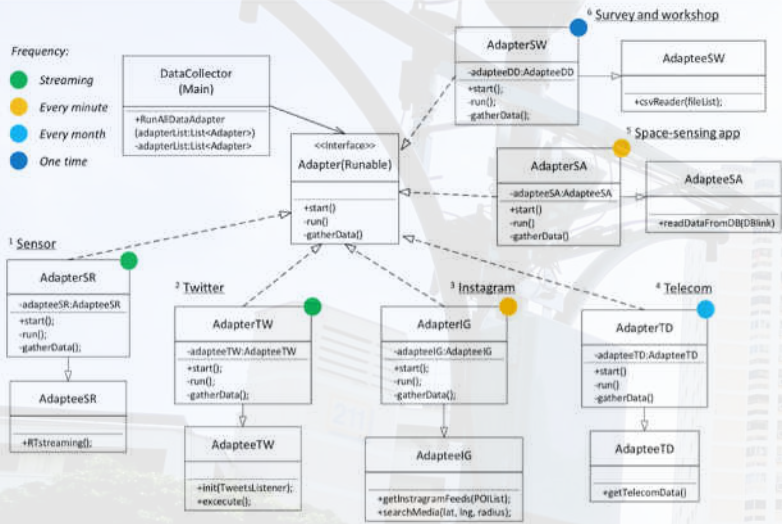 Frequency:
Streaming
Every minute
Every month
One time
DataCollector
(Main)
+RunAllDataAdapter
(adapterList:List<Adapter>)
-adapterList:List<Adapter>
<<Interface>>
Adapter(Runable)
+start()
-run()
-gatherData()
6 Survey and workshop
AdapterSW
-adapteeDD:AdapteeDD
+start();
-run();
-gatherData();
AdapteeSW
+csvReader(fileList);
5 Space-sensing app
AdapterSA
-adapteeSA:AdapteeSA
+start();
-run()
-gatherData()
AdapteeSA
+readDataFromDB(DBlink)
1 Sensor
AdapterSR
-adapteeSR:AdapteeSR
+start();
-run();
-gatherData();
AdapteeSR
+RTstreaming();
2 Twitter
AdapterTW
-adapteeTW:AdapteeTW
+start();
-run();
-gatherData();
AdapteeTW
+init(TweetsListener);
+excecute();
3 Instagram
AdapterIG
-adapteeIG:AdapteeIG
+start();
-run();
-gatherData();
AdapteeIG
+getInstragramFeeds(POIList);
+searchMedia(lat, lng, radius);
4 Telecom
AdapterTD
-adapteeTD:AdapteeTD
+start()
-run()
-gatherData()
AdapteeTD
+getTelecomData()